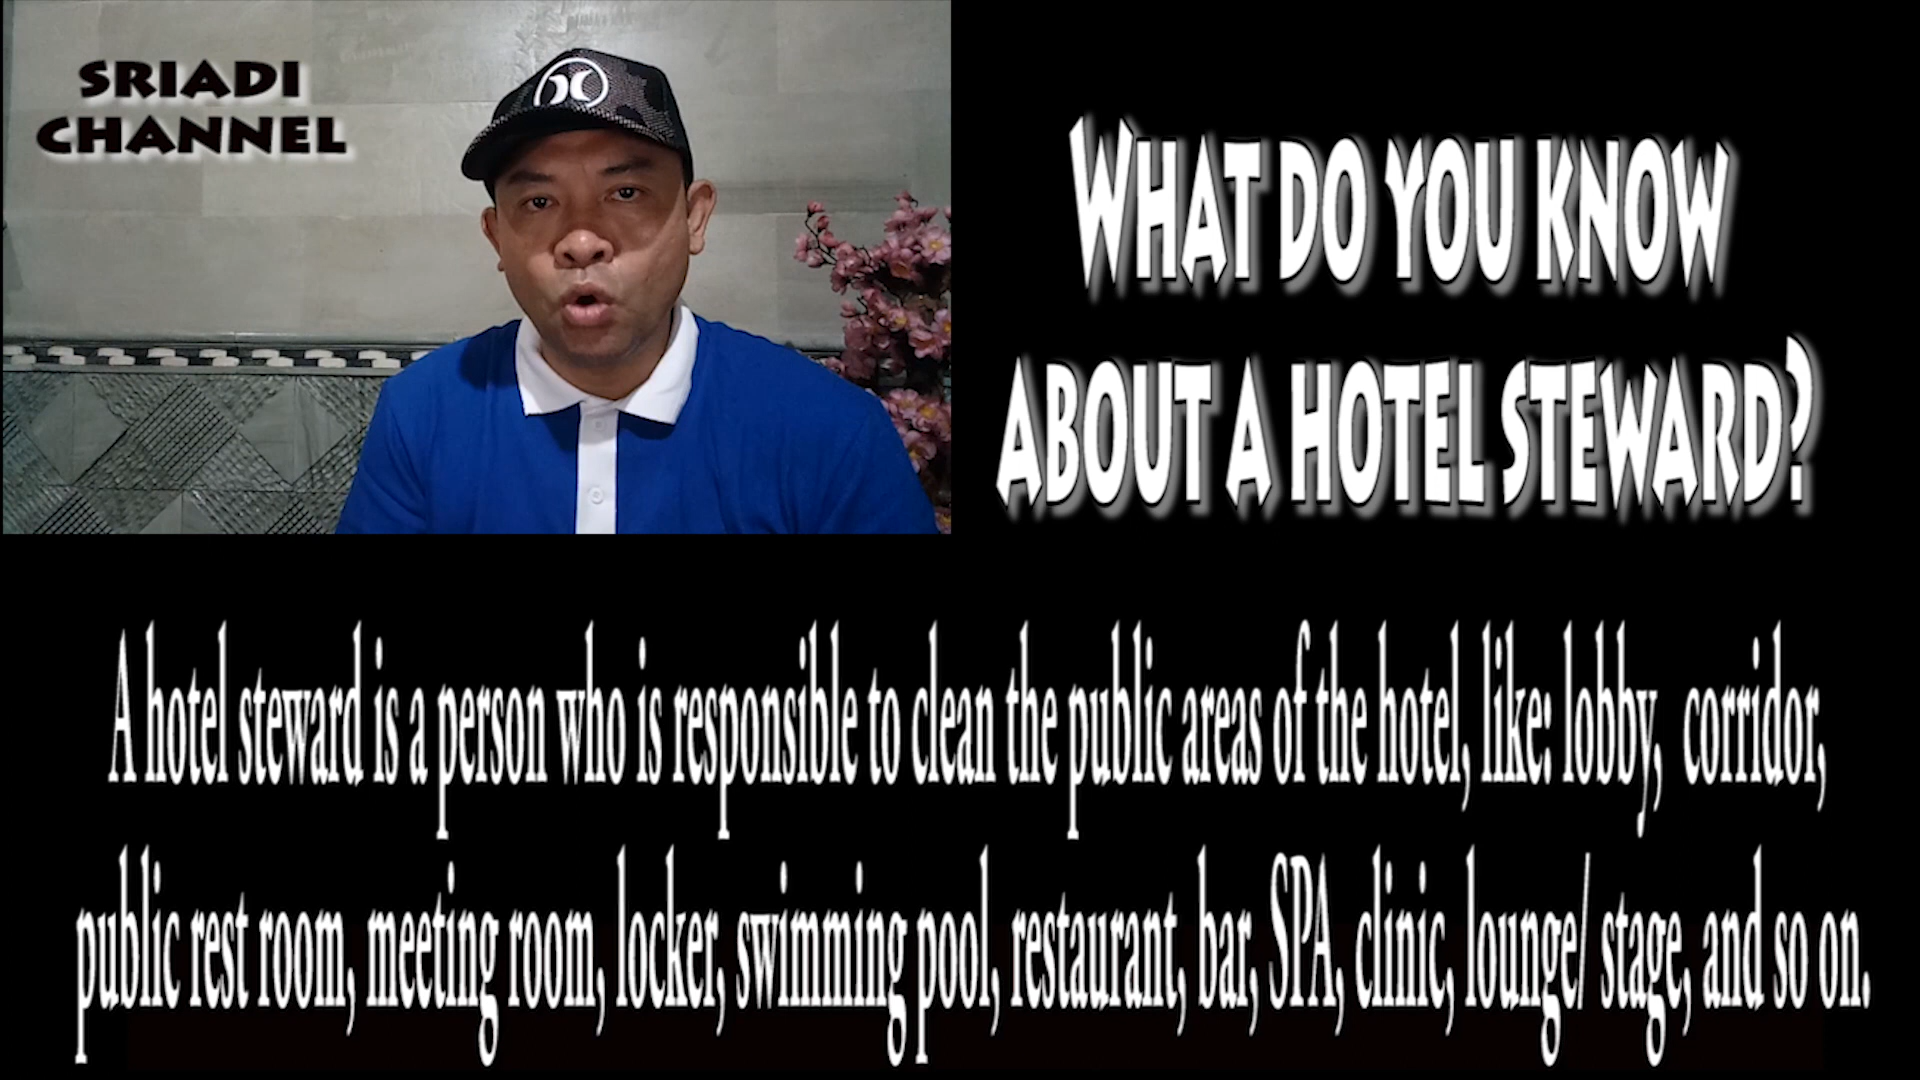 SRIADI
CHANNEL
WHAT DO YOU KNOW
ABOUT A HOTEL STEWARD?
A hotel steward is a person who is responsible to clean the public areas of the hotel, like: lobby, corridor,
public rest room, meeting room, locker, swimming pool, restaurant, bar, SPA, clinic, lounge/ stage, and so on.